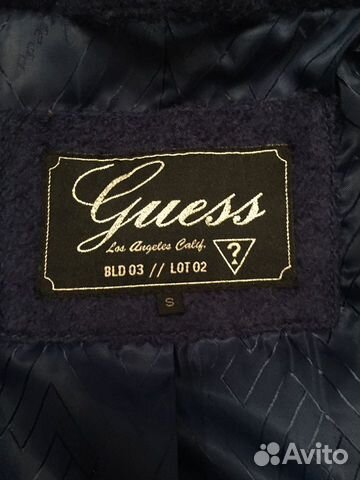 Guess
Los Angeles Calif.
?
BLD 03 // LOT 02
S
Avito